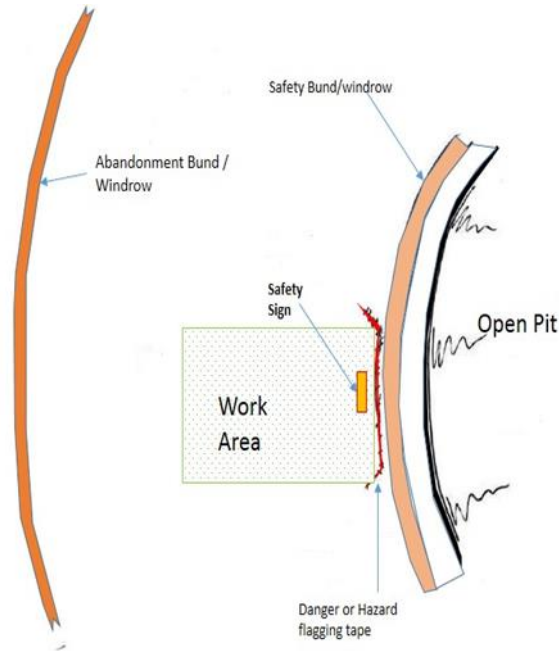 Safety Bund/windrow
Abandonment Bund /
Windrow
Safety
Sign
Open Pit
Work
Area
Danger or Hazard
flagging tape